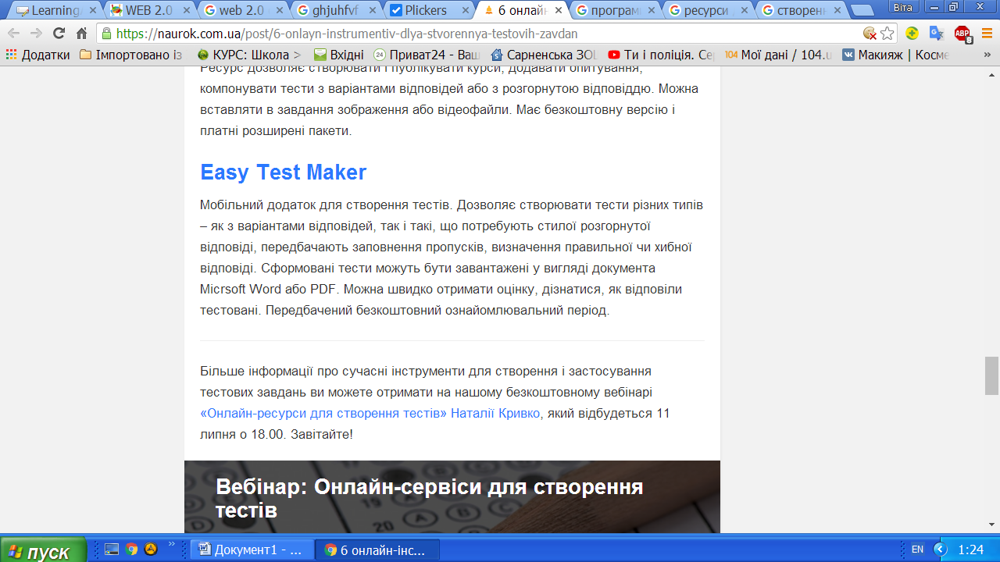 Learning
WEB 2.0
web 2.0
ghjuhfvf
Plickers
6 онлай
програм
ресурси
створен
Віта
https://naurok.com.ua/post/6-onlayn-instrumentiv-dlya-stvorennya-testovih-zavdan
ABP
8
Додатки
Імпортовано із
КУРС: Школа >
Вхідні
24
Приват24 - Ваш
Сарненська ЗОШ
Ти і поліція. Се
104
Мої дані / 104.u
Макияж | Косме
»
Ресурс дозволяє створювати і публікувати курси, додавати опитування,
компонувати тести з варіантами відповідей або з розгорнутою відповіддю. Можна
вставляти в завдання зображення або відеофайли. Має безкоштовну версію і
платні розширені пакети.
Easy Test Maker
Мобільний додаток для створення тестів. Дозволяє створювати тести різних типів
– як з варіантами відповідей, так і такі, що потребують стилої розгорнутої
відповіді, передбачають заповнення пропусків, визначення правильної чи хибної
відповіді. Сформовані тести можуть бути завантажені у вигляді документа
Micrsoft Word або PDF. Можна швидко отримати оцінку, дізнатися, як відповіли
тестовані. Передбачений безкоштовний ознайомлювальний період.
Більше інформації про сучасні інструменти для створення і застосування
тестових завдань ви можете отримати на нашому безкоштовному вебінарі
«Онлайн-ресурси для створення тестів» Наталії Кривко, який відбудеться 11
липня о 18.00. Завітайте!
Вебінар: Онлайн-сервіси для створення
тестів
пуск
»
Документ1 - ...
6 онлайн-інс...
EN
1:24